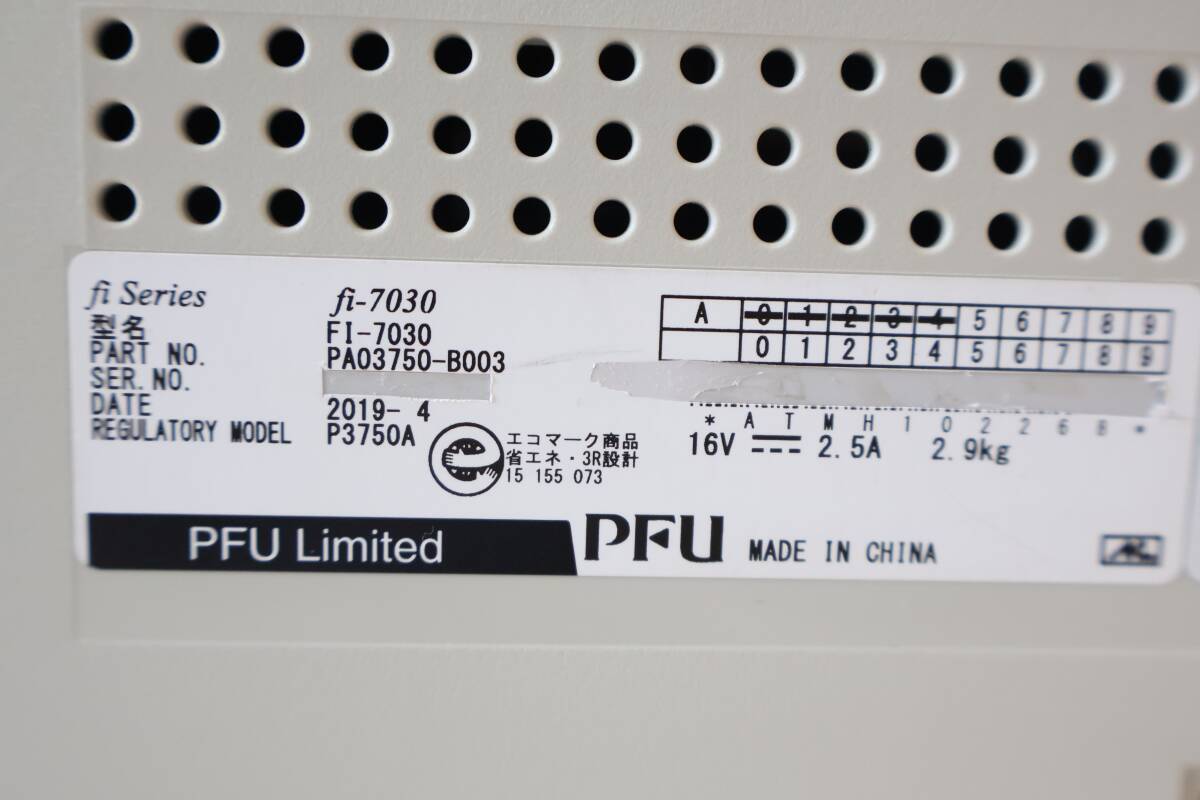 fi Series fi-7030
型名 FI-7030
PART NO. PA03750-B003
SER. NO.
DATE 2019- 4
REGULATORY MODEL P3750A
A 0 1 2 3 4 5 6 7 8 9
0 1 2 3 4 5 6 7 8 9
* A T M H 1 0 2 2 6 8 *
16V 2.5A 2.9kg
エコマーク商品
省エネ・3R設計
15 155 073
PFU Limited
PFU MADE IN CHINA